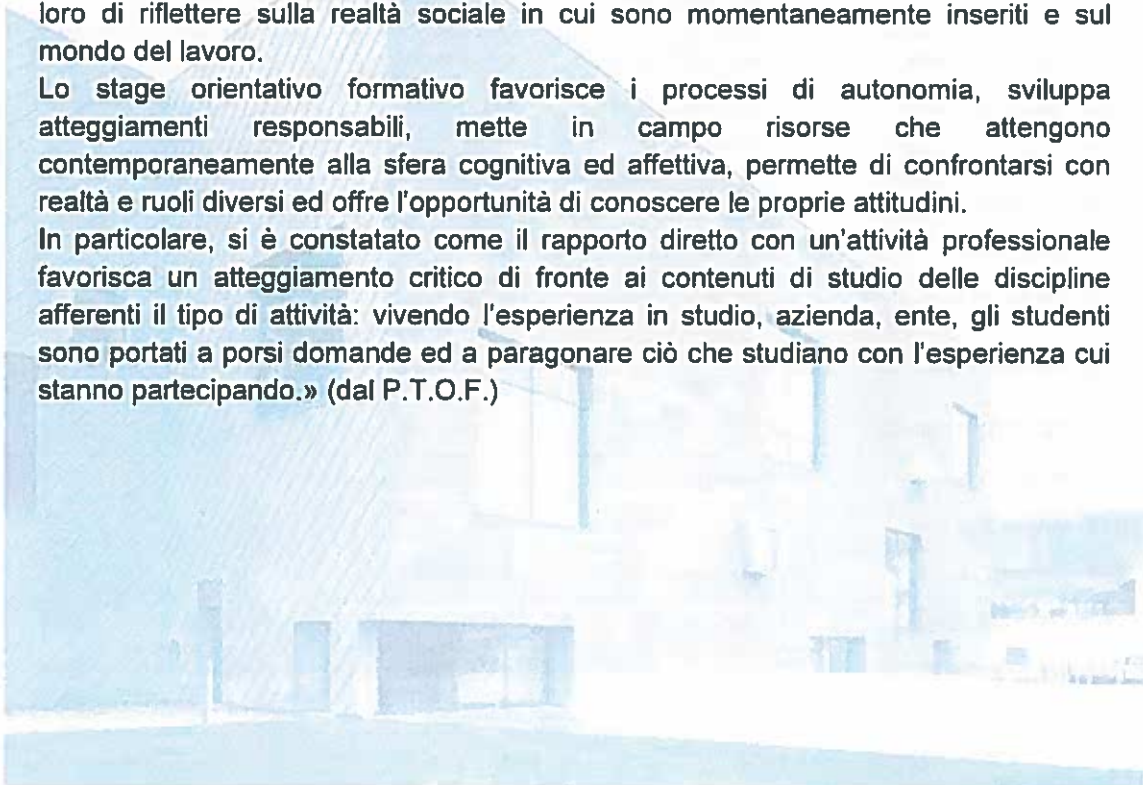 loro di riflettere sulla realtà sociale in cui sono momentaneamente inseriti e sul
mondo del lavoro.
Lo stage orientativo formativo favorisce i processi di autonomia, sviluppa
atteggiamenti responsabili, mette in campo risorse che attengono
contemporaneamente alla sfera cognitiva ed affettiva, permette di confrontarsi con
realtà e ruoli diversi ed offre l'opportunità di conoscere le proprie attitudini.
In particolare, si è constatato come il rapporto diretto con un'attività professionale
favorisca un atteggiamento critico di fronte ai contenuti di studio delle discipline
afferenti il tipo di attività: vivendo l'esperienza in studio, azienda, ente, gli studenti
sono portati a porsi domande ed a paragonare ciò che studiano con l'esperienza cui
stanno partecipando.» (dal P.T.O.F.)